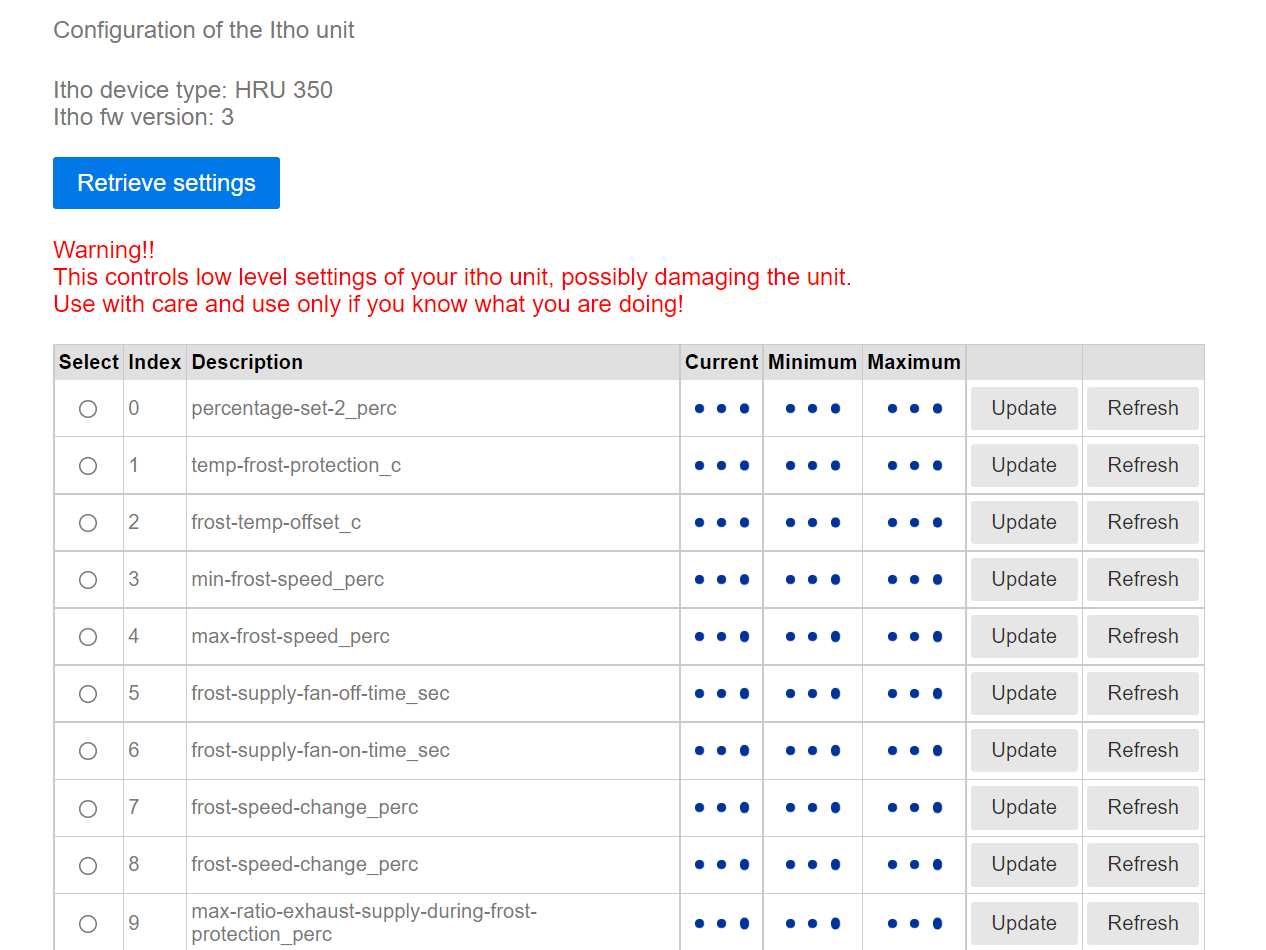 Configuration of the Itho unit
Itho device type: HRU 350
Itho fw version: 3
Retrieve settings
Warning!!
This controls low level settings of your itho unit, possibly damaging the unit.
Use with care and use only if you know what you are doing!
Select Index Description Current Minimum Maximum
0 percentage-set-2_perc Update Refresh
1 temp-frost-protection_c Update Refresh
2 frost-temp-offset_c Update Refresh
3 min-frost-speed_perc Update Refresh
4 max-frost-speed_perc Update Refresh
5 frost-supply-fan-off-time_sec Update Refresh
6 frost-supply-fan-on-time_sec Update Refresh
7 frost-speed-change_perc Update Refresh
8 frost-speed-change_perc Update Refresh
9 max-ratio-exhaust-supply-during-frost-
protection_perc Update Refresh